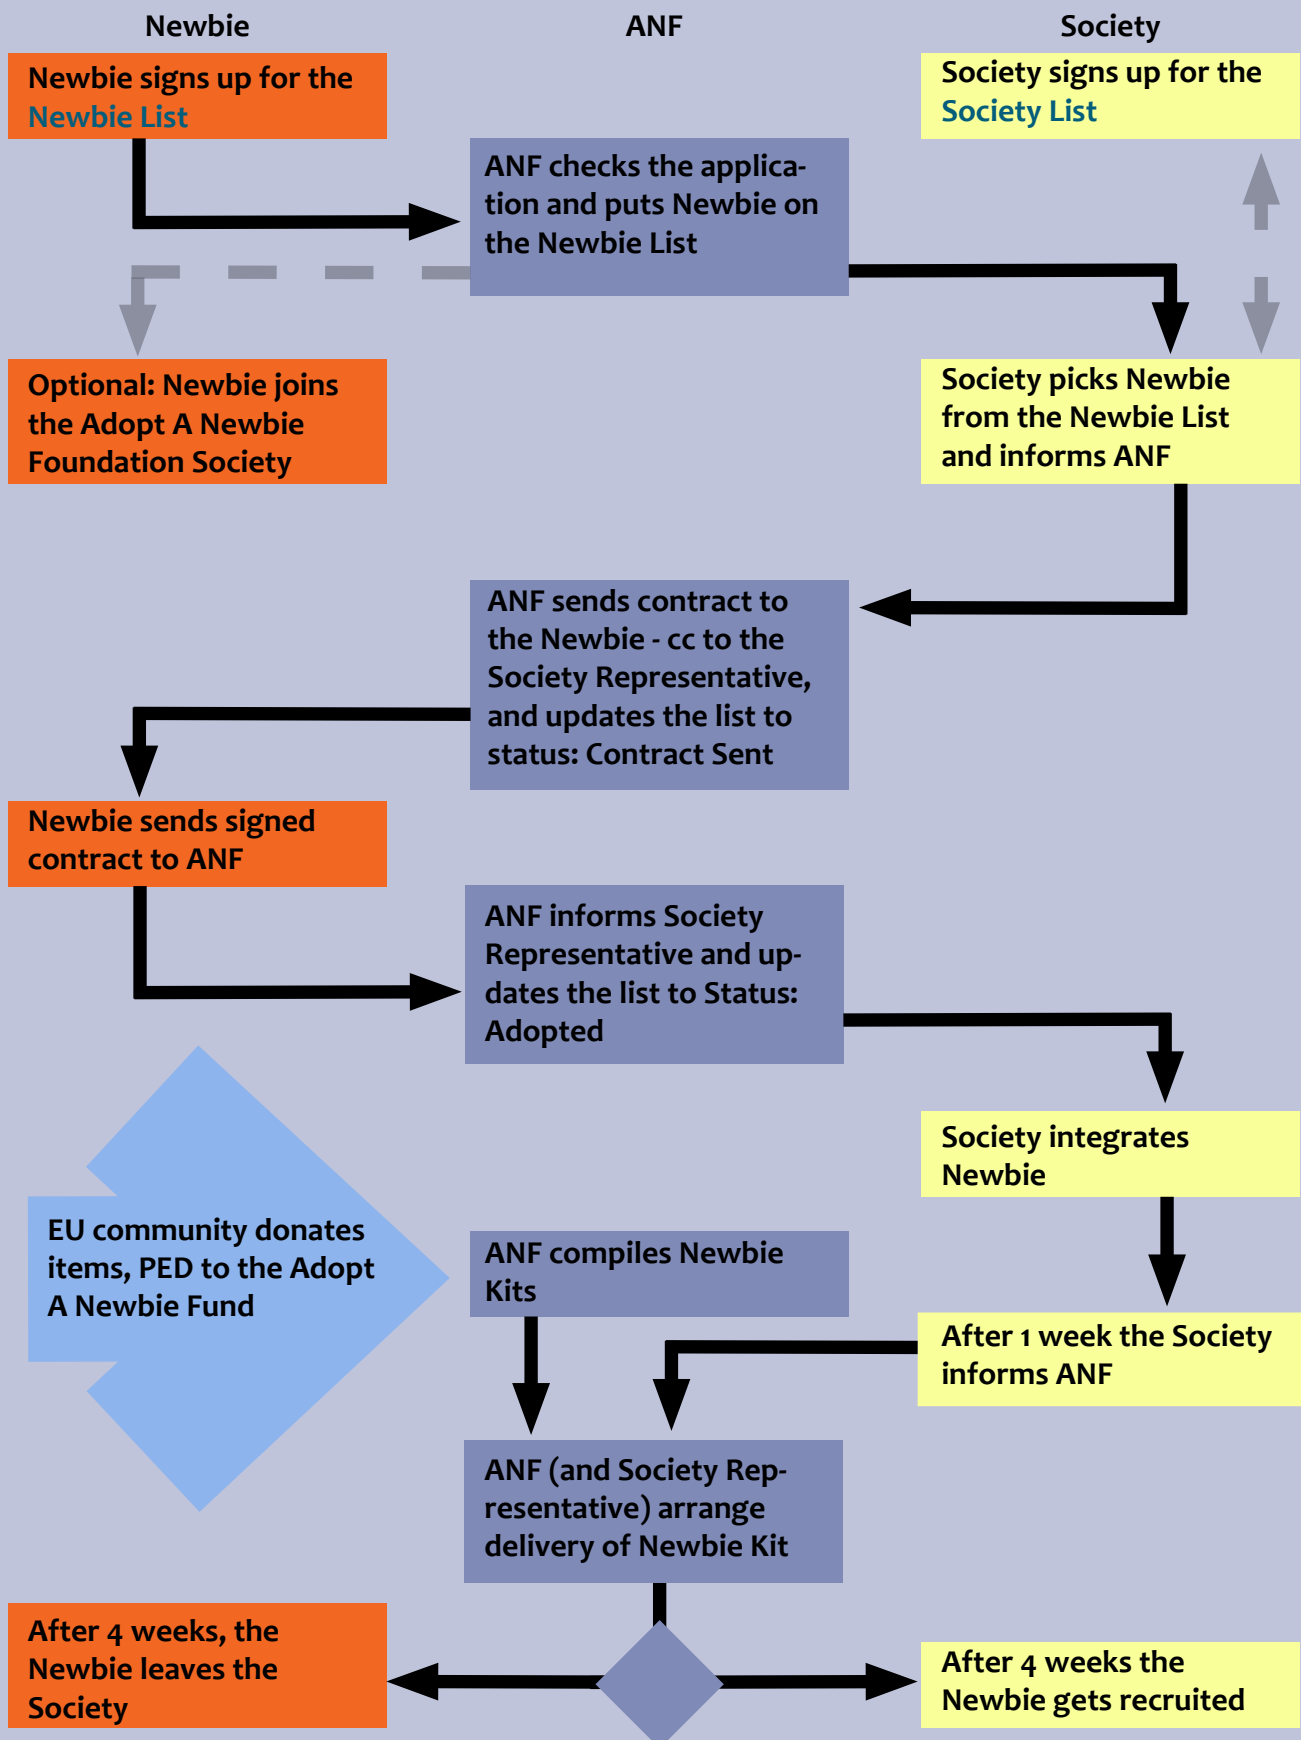 Newbie
ANF
Society
Newbie signs up for the
Newbie List
Society signs up for the
Society List
ANF checks the applica-
tion and puts Newbie on
the Newbie List
Optional: Newbie joins
the Adopt A Newbie
Foundation Society
Society picks Newbie
from the Newbie List
and informs ANF
ANF sends contract to
the Newbie - cc to the
Society Representative,
and updates the list to
status: Contract Sent
Newbie sends signed
contract to ANF
ANF informs Society
Representative and up-
dates the list to Status:
Adopted
Society integrates
Newbie
EU community donates
items, PED to the Adopt
A Newbie Fund
ANF compiles Newbie
Kits
After 1 week the Society
informs ANF
ANF (and Society Rep-
resentative) arrange
delivery of Newbie Kit
After 4 weeks, the
Newbie leaves the
Society
After 4 weeks the
Newbie gets recruited